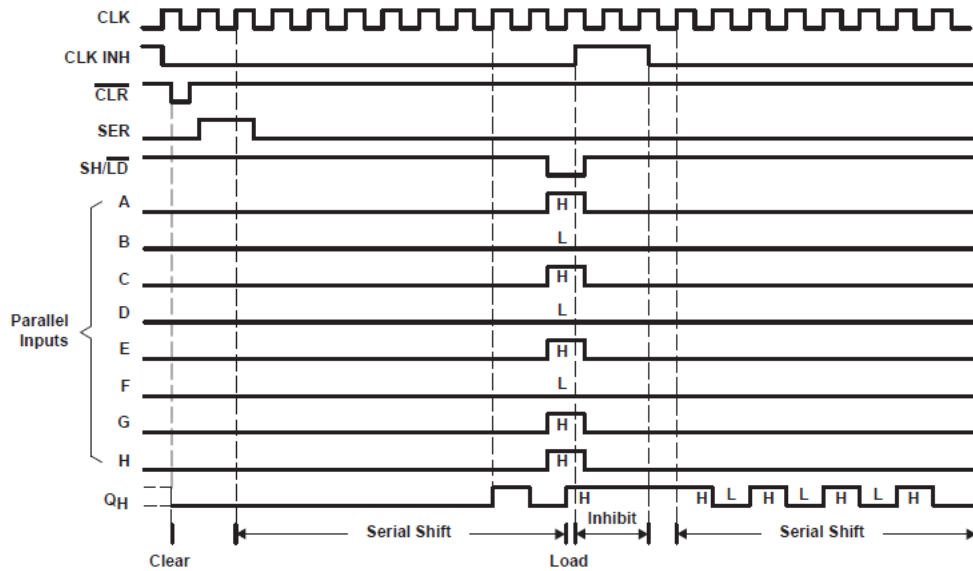 CLK
CLK INH
CLR
SER
SH/LD
A
H
B
L
C
H
D
L
Parallel
Inputs
E
H
F
L
G
H
H
H
QH
H
H
L
H
L
H
L
H
Inhibit
Serial Shift
Serial Shift
Clear
Load